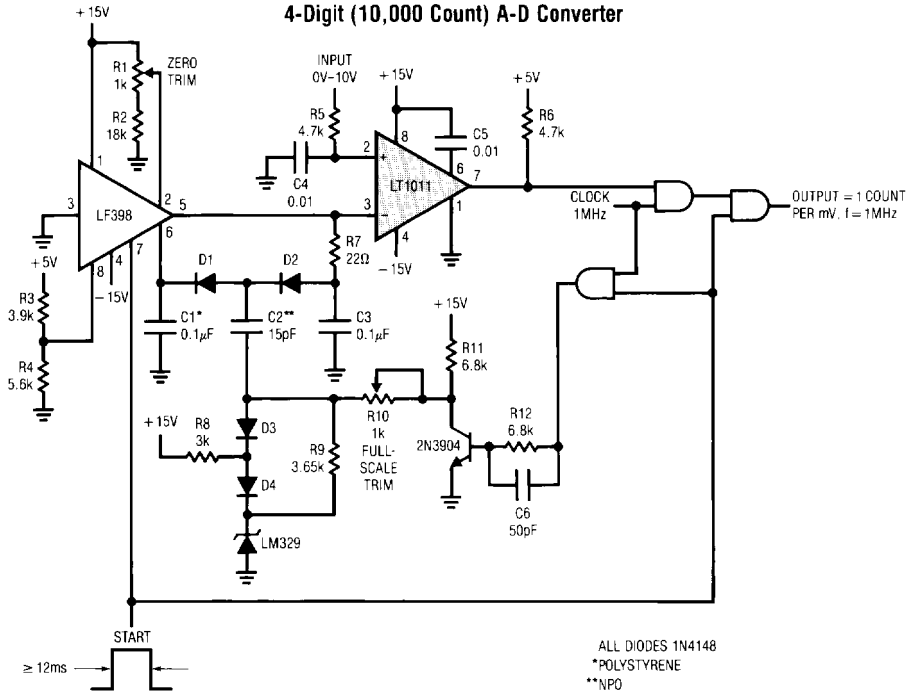 4-Digit (10,000 Count) A-D Converter
+15V
R1
1k
ZERO
TRIM
R2
18k
INPUT
0V–10V
R5
4.7k
C4
0.01
+15V
C5
0.01
+5V
R6
4.7k
8
2
+
6
7
LT1011
3
–
1
4
–15V
CLOCK
1MHz
OUTPUT = 1 COUNT
PER mV, f = 1MHz
1
2
3
LF398
5
6
8
4
7
–15V
+5V
R3
3.9k
R4
5.6k
R7
22Ω
D1
D2
C1*
0.1µF
C2**
15pF
C3
0.1µF
+15V
R11
6.8k
+15V
R8
3k
D3
D4
R9
3.65k
R10
1k
FULL-
SCALE
TRIM
2N3904
R12
6.8k
C6
50pF
LM329
START
≥ 12ms
ALL DIODES 1N4148
*POLYSTYRENE
**NPO